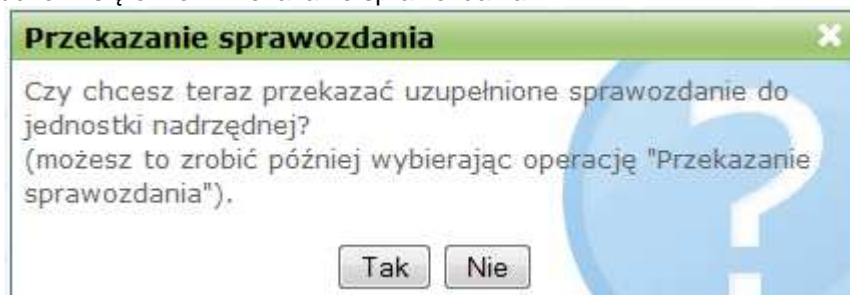 Przekazanie sprawozdania
Czy chcesz teraz przekazać uzupełnione sprawozdanie do
jednostki nadrzędnej?
(możesz to zrobić później wybierając operację "Przekazanie
sprawozdania").
Tak Nie